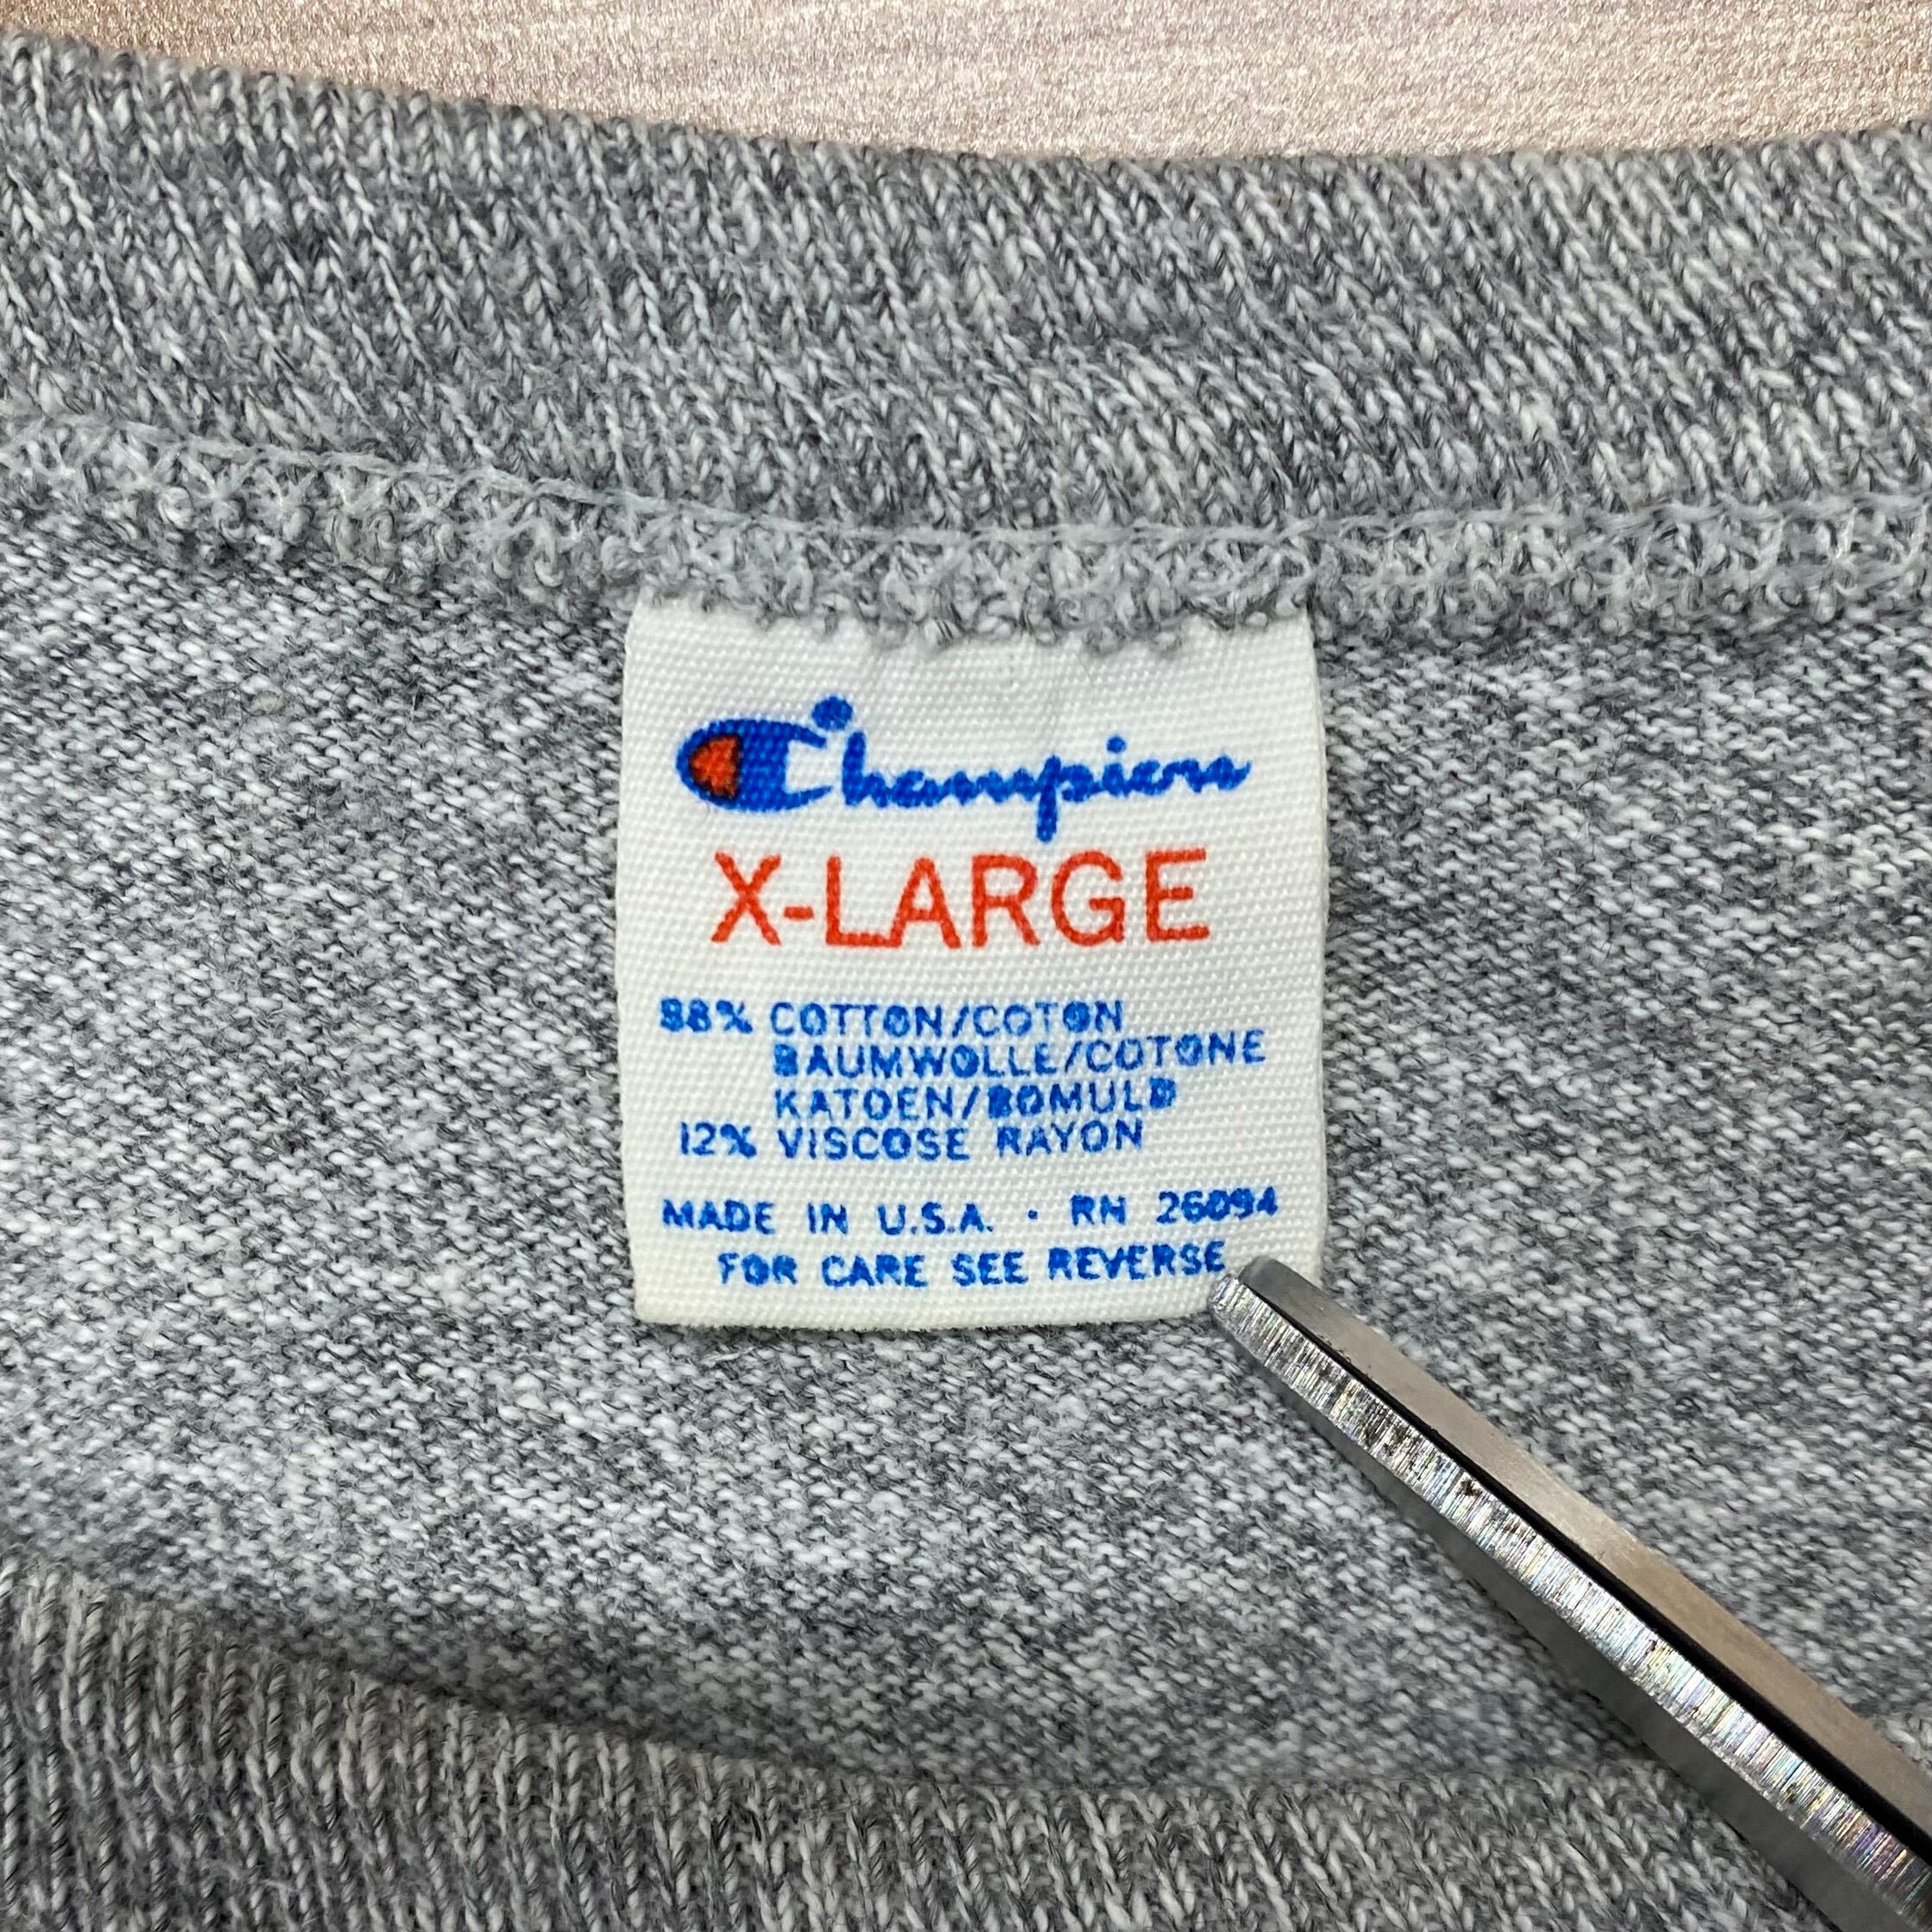 Champion
X-LARGE
88% COTTON/COTON
BAUMWOLLE/COTONE
KATOEN/BOMULD
12% VISCOSE RAYON
MADE IN U.S.A. · RN 26094
FOR CARE SEE REVERSE